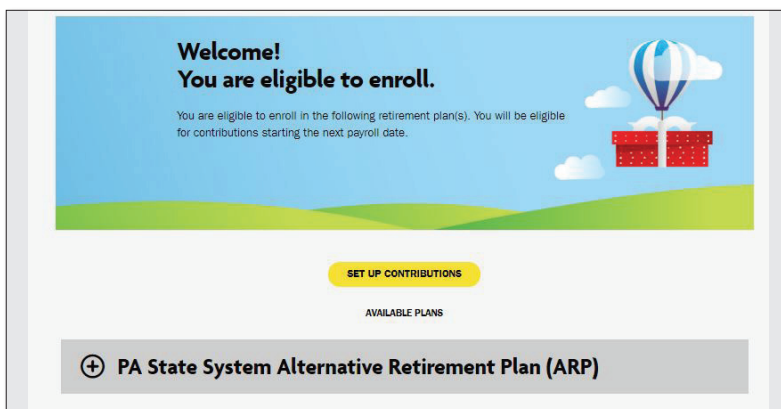 Welcome!
You are eligible to enroll.
You are eligible to enroll in the following retirement plan(s). You will be eligible
for contributions starting the next payroll date.
SET UP CONTRIBUTIONS
AVAILABLE PLANS
PA State System Alternative Retirement Plan (ARP)